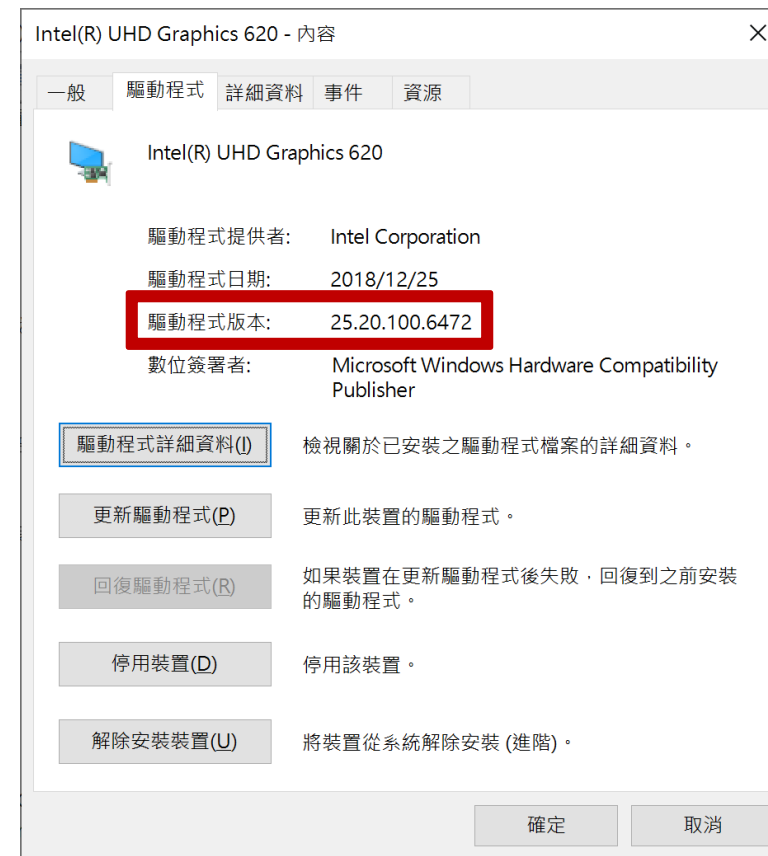 Intel(R) UHD Graphics 620 - 內容
一般 驅動程式 詳細資料 事件 資源
Intel(R) UHD Graphics 620
驅動程式提供者: Intel Corporation
驅動程式日期: 2018/12/25
驅動程式版本: 25.20.100.6472
數位簽署者: Microsoft Windows Hardware Compatibility
Publisher
驅動程式詳細資料(I) 檢視關於已安裝之驅動程式檔案的詳細資料。
更新驅動程式(P) 更新此裝置的驅動程式。
回復驅動程式(R) 如果裝置在更新驅動程式後失敗，回復到之前安裝
的驅動程式。
停用裝置(D) 停用該裝置。
解除安裝裝置(U) 將裝置從系統解除安裝 (進階)。
確定 取消